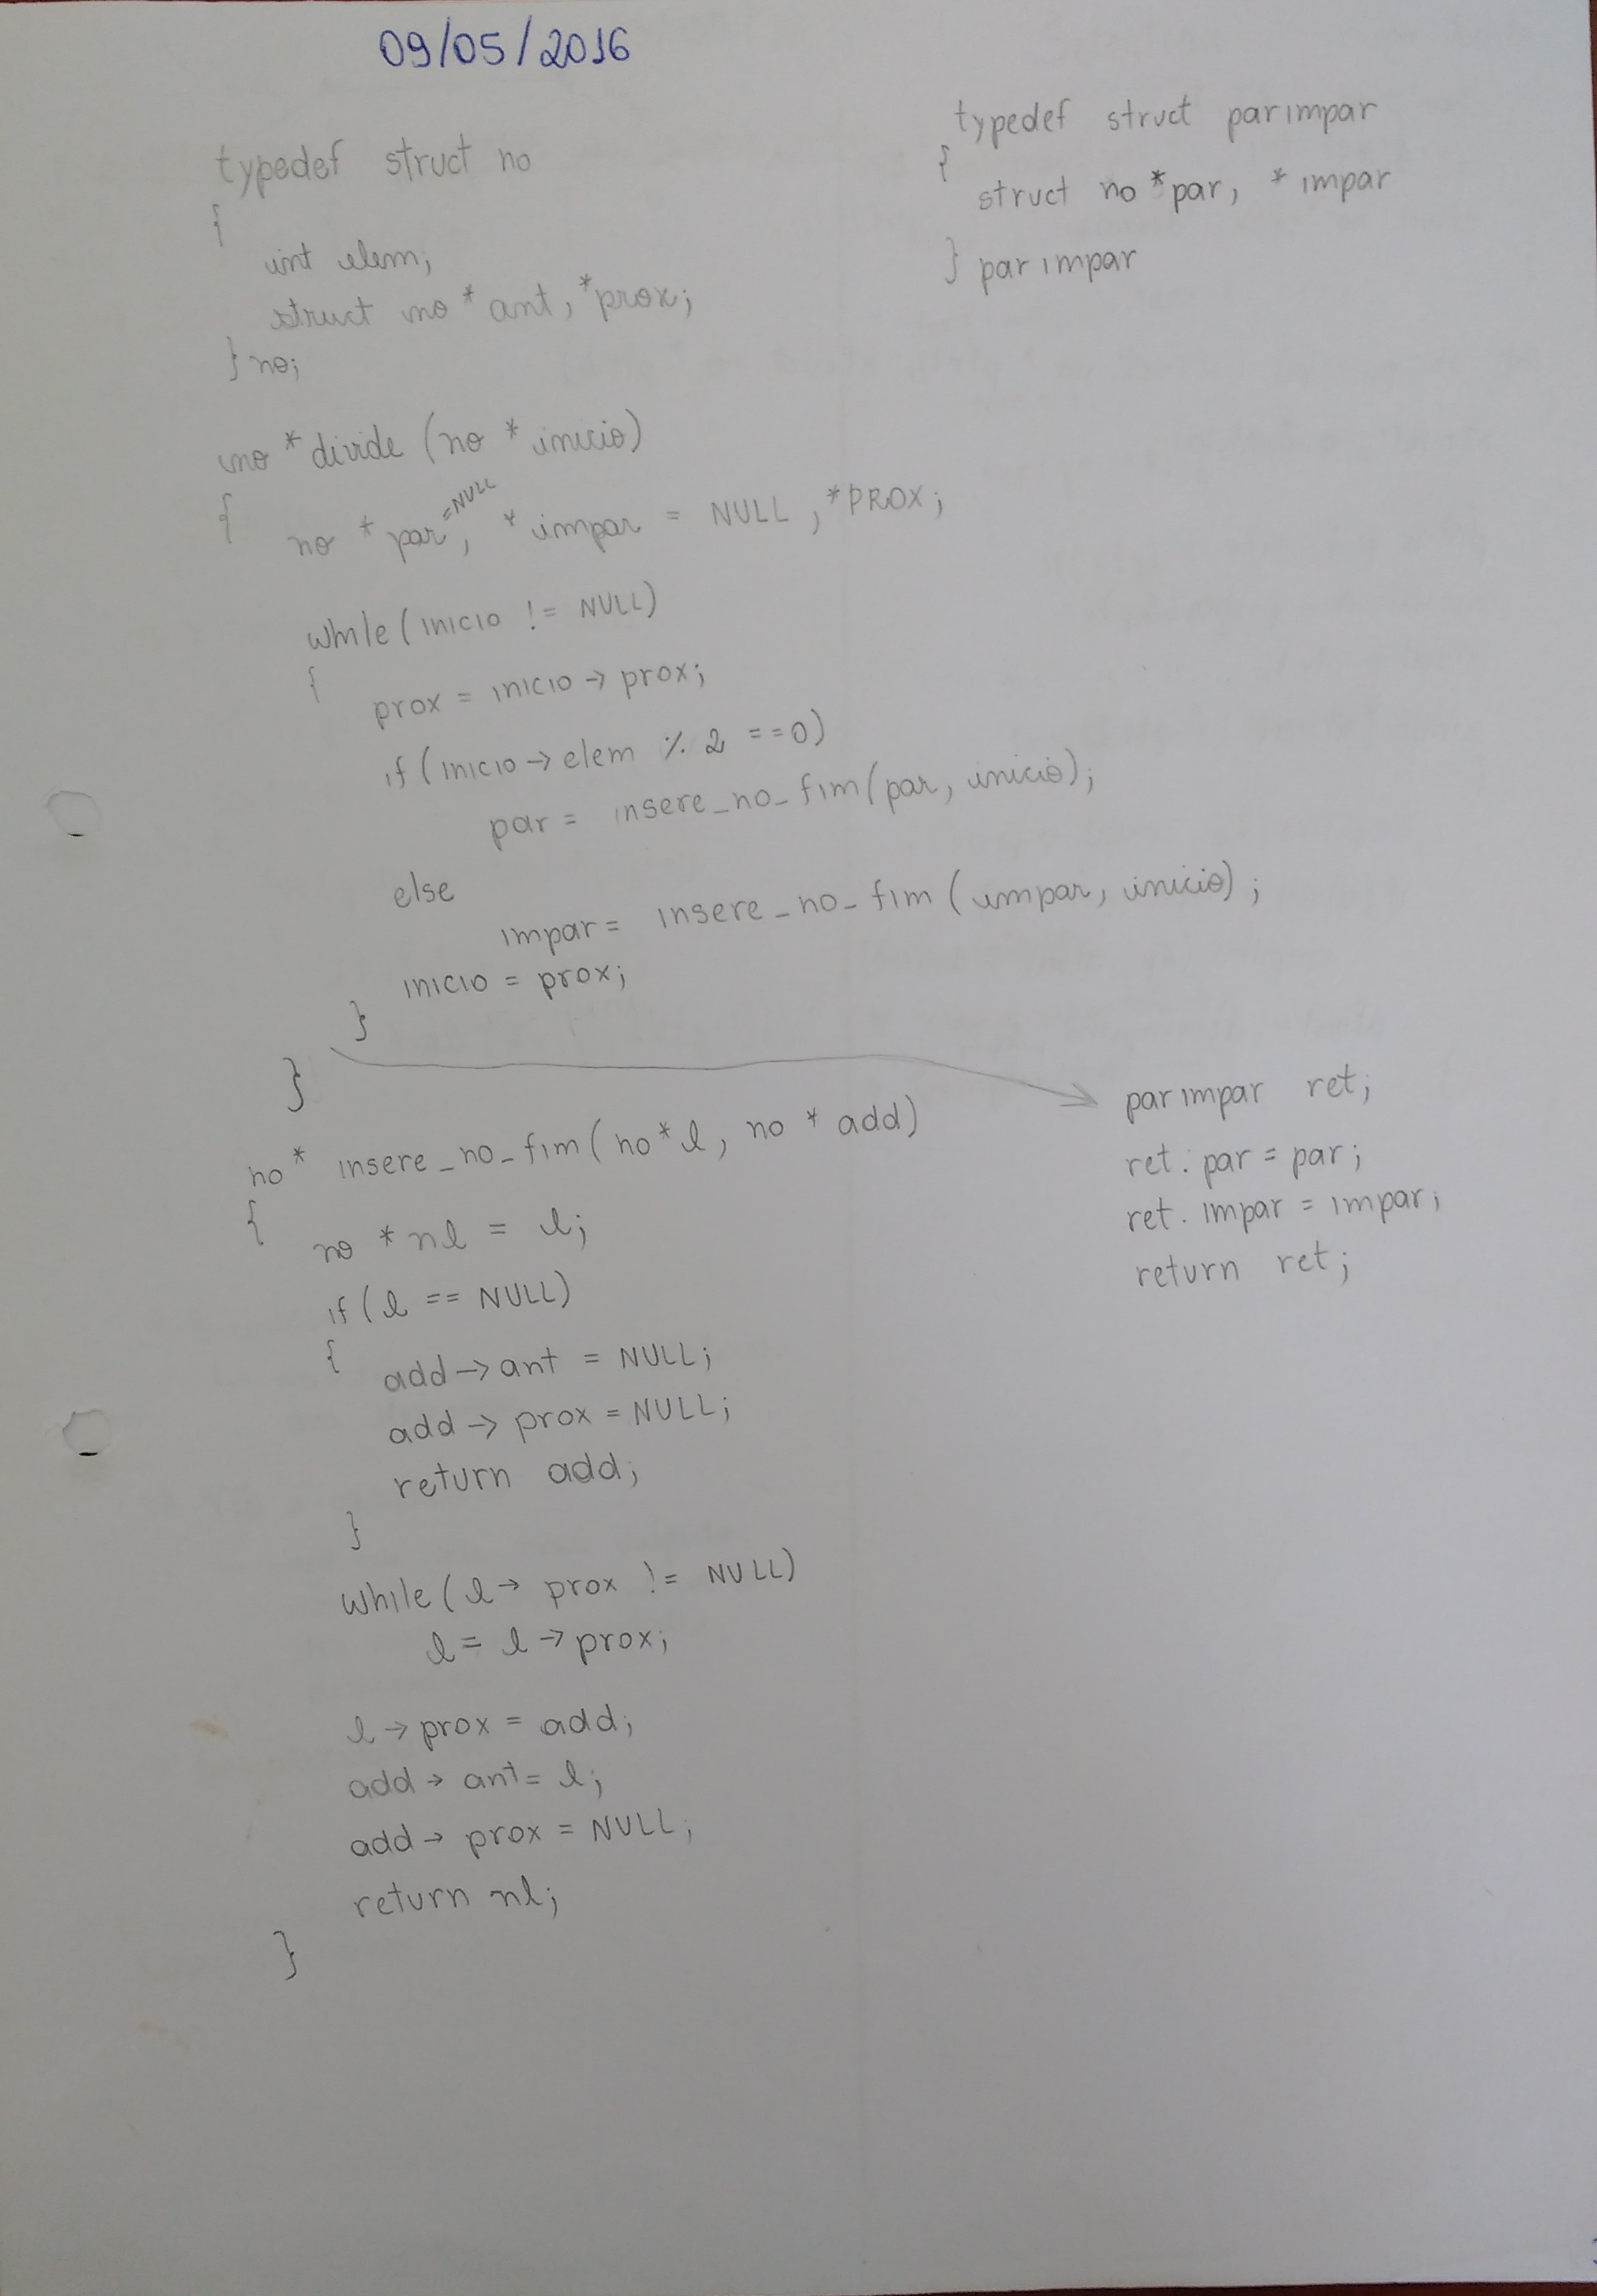 09/05/2016
typedef struct no
{
int elem;
struct no * ant, *prox;
} no;
typedef struct parimpar
{
struct no *par, * impar
} parimpar
no * divide (no * inicio)
{ no * par =NULL, * impar = NULL, *PROX;
while (inicio != NULL)
{ prox = inicio -> prox;
if (inicio -> elem % 2 == 0)
par = insere_no_fim (par, inicio);
else
impar = insere_no_fim (impar, inicio);
inicio = prox;
}
}
parimpar ret;
ret. par = par;
ret. impar = impar;
return ret;
no * insere_no_fim (no * l, no * add)
{ no * nl = l;
if (l == NULL)
{ add -> ant = NULL;
add -> prox = NULL;
return add;
}
while (l -> prox != NULL)
l = l -> prox;
l -> prox = add;
add -> ant = l;
add -> prox = NULL;
return nl;
}